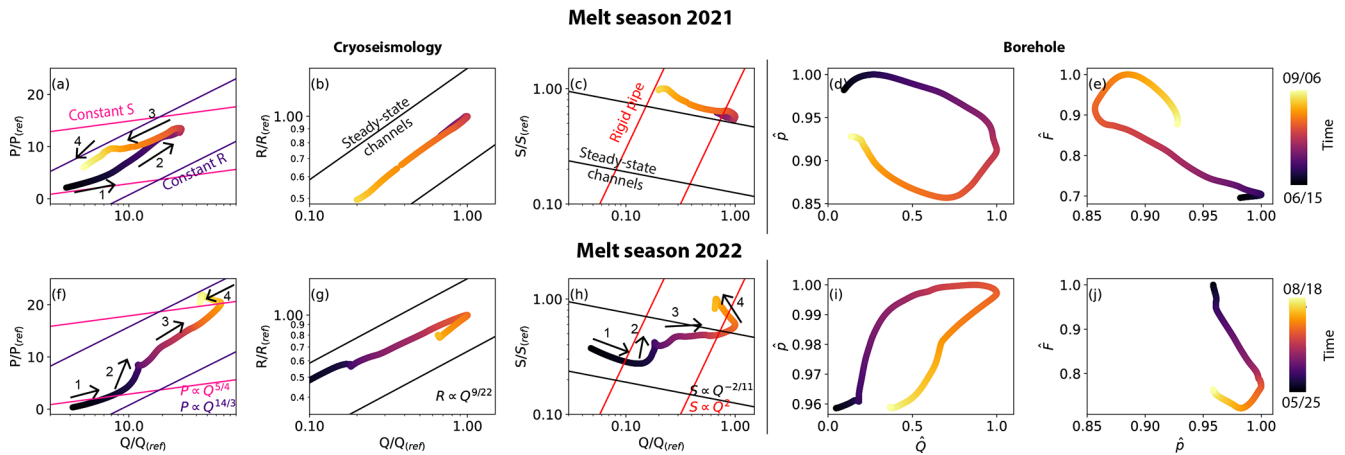 Melt season 2021
Cryoseismology
Borehole
(a)
P/P(ref)
20
10
0
10.0
Constant S
Constant R
1
2
3
4
(b)
R/R(ref)
1.00
0.9
0.8
0.7
0.6
0.5
0.10
1.00
Steady-state
channels
(c)
S/S(ref)
1.00
0.10
0.10
1.00
Rigid pipe
Steady-state
channels
(d)
p̂
1.00
0.95
0.90
0.85
0.0
0.5
1.0
(e)
r̂
1.0
0.9
0.8
0.7
0.85
0.90
0.95
1.00
09/06
Time
06/15
Melt season 2022
(f)
P/P(ref)
20
10
0
10.0
Q/Q(ref)
1
2
3
4
P ∝ Q^5/4
P ∝ Q^14/3
(g)
R/R(ref)
1.00
0.9
0.8
0.7
0.6
0.5
0.4
0.10
1.00
Q/Q(ref)
R ∝ Q^9/22
(h)
S/S(ref)
1.00
0.10
0.10
1.00
Q/Q(ref)
1
2
3
4
S ∝ Q^-2/11
S ∝ Q^2
(i)
p̂
1.00
0.99
0.98
0.97
0.96
0.0
0.5
1.0
Q̂
(j)
r̂
1.0
0.9
0.8
0.85
0.90
0.95
1.00
p̂
08/18
Time
05/25